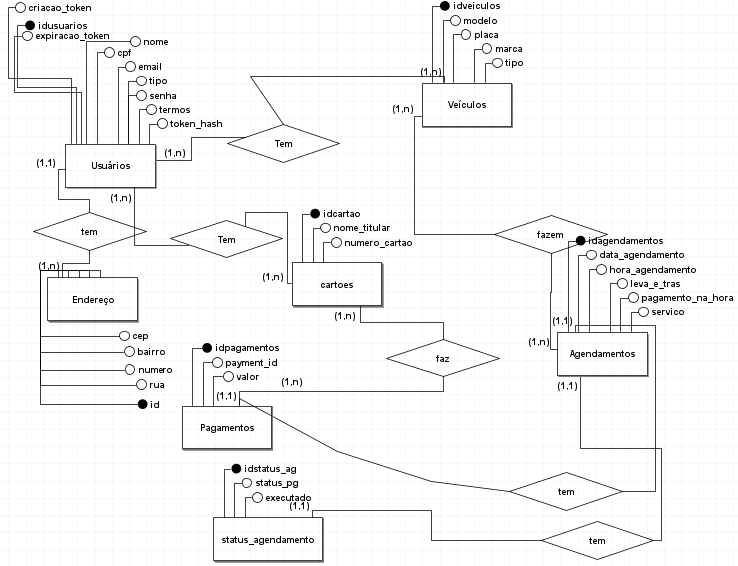 criacao_token
idusuarios
expiracao_token
nome
cpf
email
tipo
senha
termos
token_hash
(1,1)
Usuários
(1,n)
Tem
(1,n)
idveiculos
modelo
placa
marca
tipo
(1,n)
Veículos
(1,n)
tem
Tem
(1,n)
Endereço
cep
bairro
numero
rua
id
idcartao
nome_titular
numero_cartao
(1,n)
cartoes
(1,n)
fazem
idagendamentos
data_agendamento
hora_agendamento
leva_e_tras
pagamento_na_hora
servico
(1,1)
(1,n)
Agendamentos
(1,1)
faz
idpagamentos
payment_id
valor
(1,n)
(1,1)
Pagamentos
idstatus_ag
status_pg
executado
(1,1)
status_agendamento
tem
tem